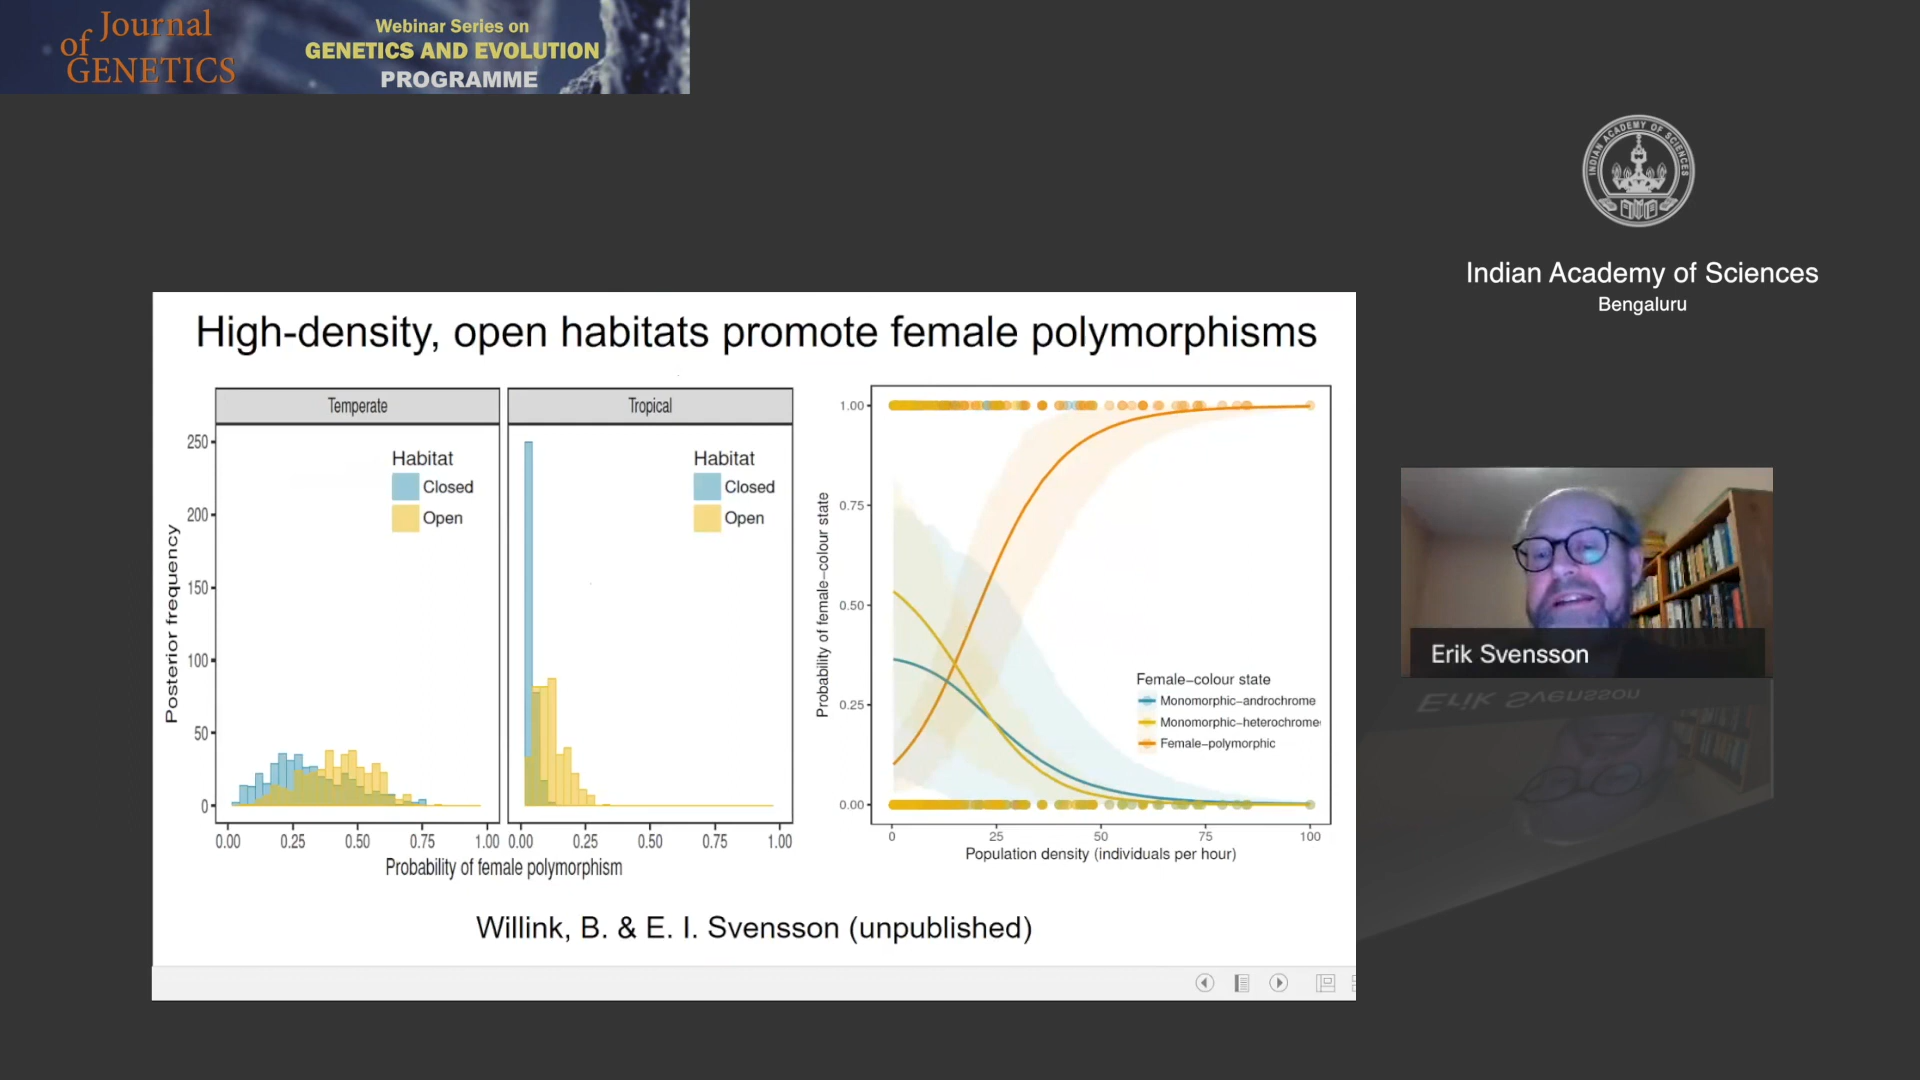 Journal
of
GENETICS
Webinar Series on
GENETICS AND EVOLUTION
PROGRAMME
INDIAN ACADEMY OF SCIENCES
Indian Academy of Sciences
Bengaluru
High-density, open habitats promote female polymorphisms
Temperate
Tropical
Habitat
Closed
Open
Habitat
Closed
Open
Posterior frequency
250
200
150
100
50
0
0.00 0.25 0.50 0.75 1.00
0.00 0.25 0.50 0.75 1.00
Probability of female polymorphism
Probability of female-colour state
1.00
0.75
0.50
0.25
0.00
Female-colour state
Monomorphic-androchrome
Monomorphic-heterochrome
Female-polymorphic
0 25 50 75 100
Population density (individuals per hour)
Willink, B. & E. I. Svensson (unpublished)
Erik Svensson
Erik Svensson